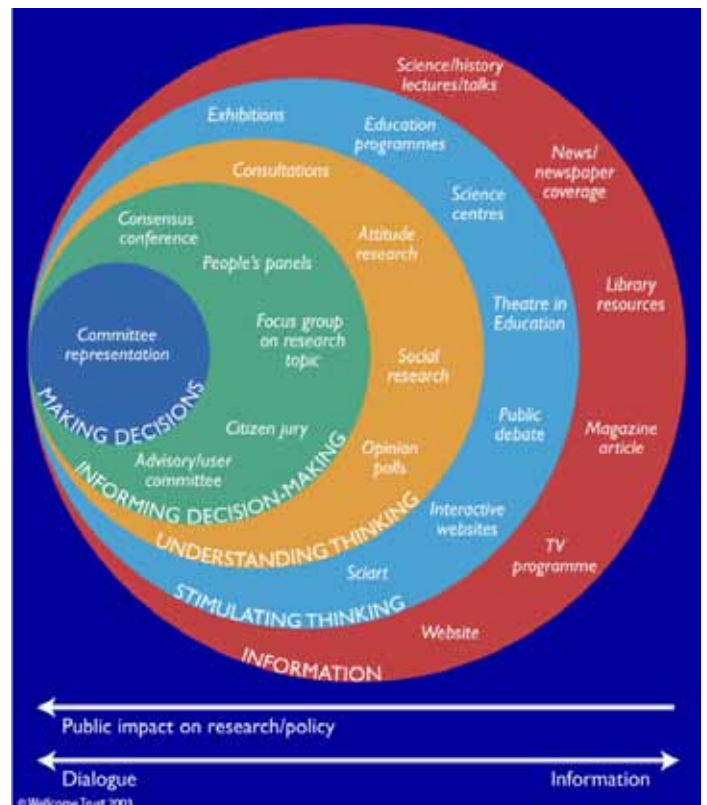 Science/history
lectures/talks
Exhibitions
Education
programmes
News/
newspaper
coverage
Consultations
Science
centres
Consensus
conference
Attitude
research
People's panels
Library
resources
Committee
representation
Focus group
on research
topic
Theatre in
Education
Social
research
MAKING DECISIONS
Citizen jury
Public
debate
Magazine
article
Advisory/user
committee
Opinion
polls
INFORMING DECISION-MAKING
Interactive
websites
UNDERSTANDING THINKING
TV
programme
Sciart
STIMULATING THINKING
Website
INFORMATION
Public impact on research/policy
Dialogue
Information
© Wellcome Trust 2003